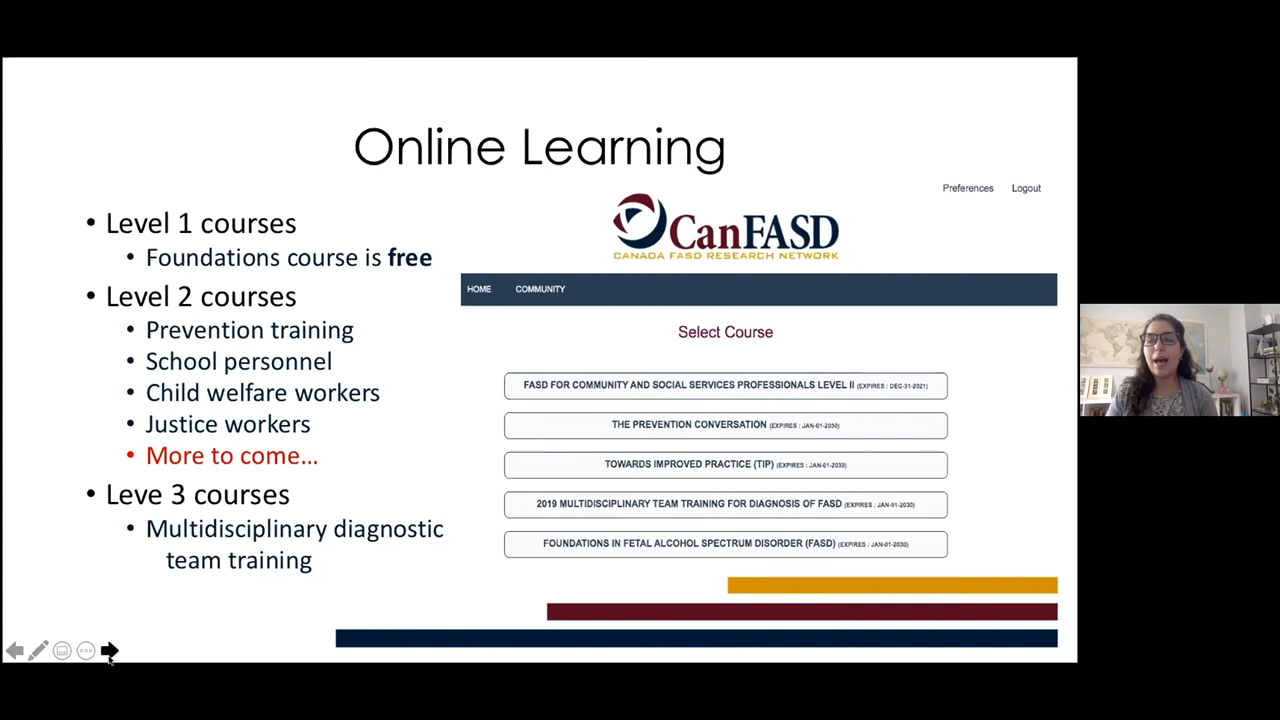 Online Learning
• Level 1 courses
• Foundations course is free
• Level 2 courses
• Prevention training
• School personnel
• Child welfare workers
• Justice workers
• More to come…
• Leve 3 courses
• Multidisciplinary diagnostic
team training
Preferences Logout
CanFASD
CANADA FASD RESEARCH NETWORK
HOME COMMUNITY
Select Course
FASD FOR COMMUNITY AND SOCIAL SERVICES PROFESSIONALS LEVEL II (EXPIRES : DEC-31-2021)
THE PREVENTION CONVERSATION (EXPIRES : JAN-01-2030)
TOWARDS IMPROVED PRACTICE (TIP) (EXPIRES : JAN-01-2030)
2019 MULTIDISCIPLINARY TEAM TRAINING FOR DIAGNOSIS OF FASD (EXPIRES : JAN-01-2030)
FOUNDATIONS IN FETAL ALCOHOL SPECTRUM DISORDER (FASD) (EXPIRES : JAN-01-2030)